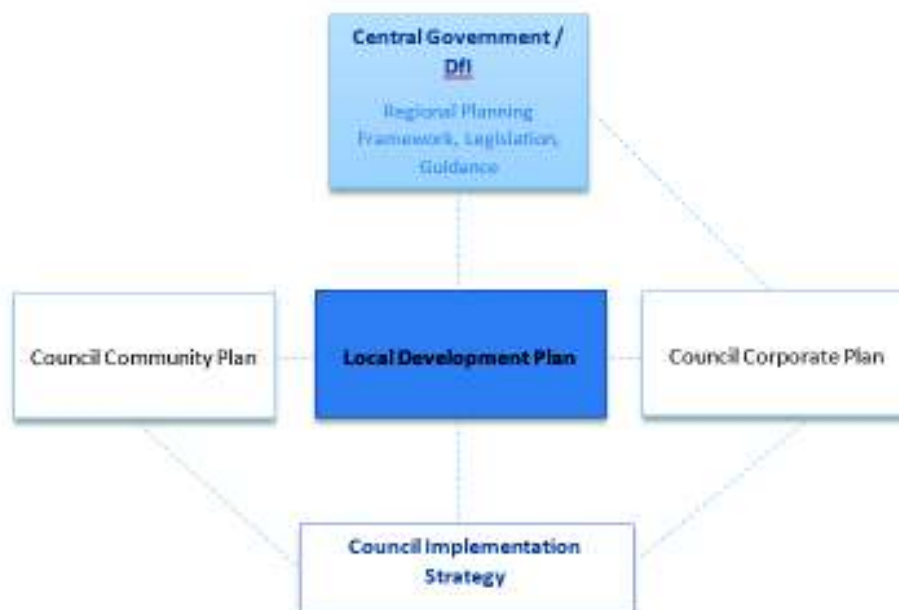 Central Government /
DfI
Regional Planning
Framework, Legislation,
Guidance
Council Community Plan
Local Development Plan
Council Corporate Plan
Council Implementation
Strategy